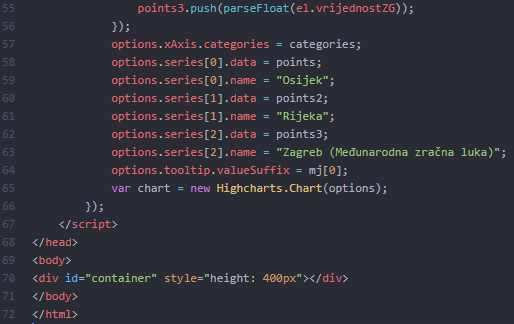 55 points3.push(parseFloat(el.vrijednostZG));
56 });
57 options.xAxis.categories = categories;
58 options.series[0].data = points;
59 options.series[0].name = "Osijek";
60 options.series[1].data = points2;
61 options.series[1].name = "Rijeka";
62 options.series[2].data = points3;
63 options.series[2].name = "Zagreb (Međunarodna zračna luka)";
64 options.tooltip.valueSuffix = mj[0];
65 var chart = new Highcharts.Chart(options);
66 });
67 </script>
68 </head>
69 <body>
70 <div id="container" style="height: 400px"></div>
71 </body>
72 </html>